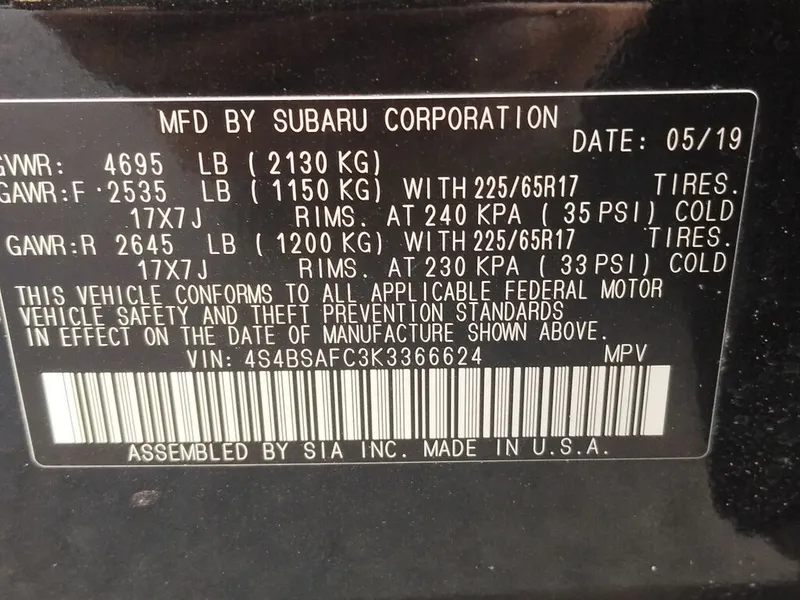 MFD BY SUBARU CORPORATION DATE: 05/19
GVWR: 4695 LB (2130 KG)
GAWR:F 2535 LB (1150 KG) WITH 225/65R17 TIRES.
17X7J RIMS. AT 240 KPA (35 PSI) COLD
GAWR:R 2645 LB (1200 KG) WITH 225/65R17 TIRES.
17X7J RIMS. AT 230 KPA (33 PSI) COLD
THIS VEHICLE CONFORMS TO ALL APPLICABLE FEDERAL MOTOR
VEHICLE SAFETY AND THEFT PREVENTION STANDARDS
IN EFFECT ON THE DATE OF MANUFACTURE SHOWN ABOVE.
VIN: 4S4BSAFC3K3366624 MPV
ASSEMBLED BY SIA INC. MADE IN U.S.A.